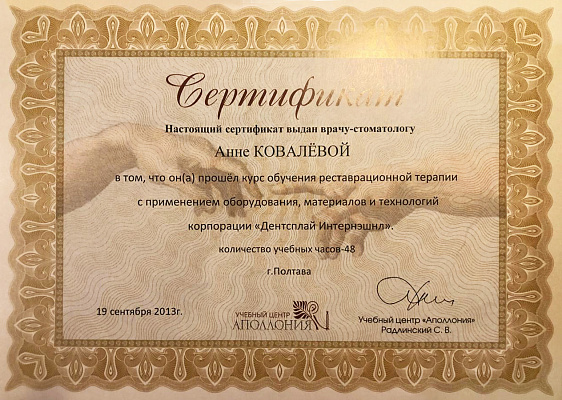 Сертификат
Настоящий сертификат выдан врачу-стоматологу
Анне КОВАЛЁВОЙ
в том, что он(а) прошёл курс обучения реставрационной терапии
с применением оборудования, материалов и технологий
корпорации «Дентсплай Интернэшнл».
количество учебных часов-48
г.Полтава
19 сентября 2013г.
УЧЕБНЫЙ ЦЕНТР
АПОЛЛОНИЯ
Учебный центр «Аполлония»
Радлинский С. В.